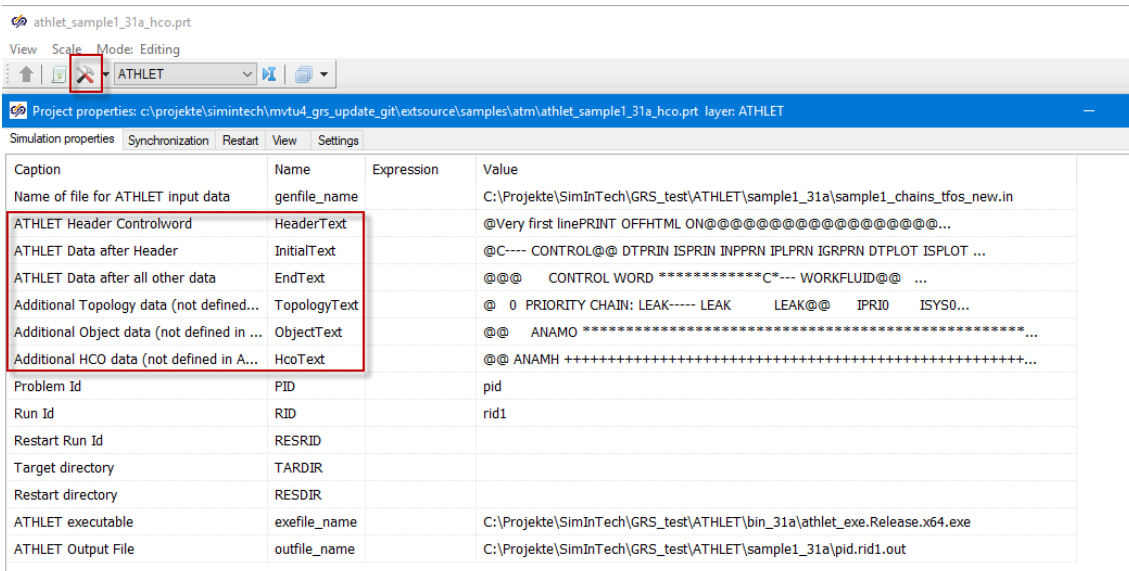 athlet_sample1_31a_hco.prt
View Scale Mode: Editing
ATHLET
Project properties: c:\projekte\simintech\mvtu4_grs_update_git\extsource\samples\atm\athlet_sample1_31a_hco.prt layer: ATHLET
Simulation properties Synchronization Restart View Settings
Caption Name Expression Value
Name of file for ATHLET input data genfile_name C:\Projekte\SimInTech\GRS_test\ATHLET\sample1_31a\sample1_chains_tfos_new.in
ATHLET Header Controlword HeaderText @Very first linePRINT OFFHTML ON@@@@@@@@@@@@@@@@@@...
ATHLET Data after Header InitialText @C---- CONTROL@@ DTPRIN ISPRIN INPPRN IPLPRN IGRPRN DTPLOT ISPLOT ...
ATHLET Data after all other data EndText @@@ CONTROL WORD ************C*--- WORKFLUID@@ ...
Additional Topology data (not defined... TopologyText @ 0 PRIORITY CHAIN: LEAK----- LEAK LEAK@@ IPRI0 ISYS0...
Additional Object data (not defined in ... ObjectText @@ ANAMO ***************************************************...
Additional HCO data (not defined in A... HcoText @@ ANAMH +++++++++++++++++++++++++++++++++++++++++++++++++++++...
Problem Id PID pid
Run Id RID rid1
Restart Run Id RESRID
Target directory TARDIR
Restart directory RESDIR
ATHLET executable exefile_name C:\Projekte\SimInTech\GRS_test\ATHLET\bin_31a\athlet_exe.Release.x64.exe
ATHLET Output File outfile_name C:\Projekte\SimInTech\GRS_test\ATHLET\sample1_31a\pid.rid1.out